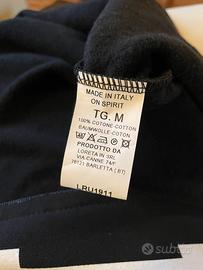 MADE IN ITALY
ON SPIRIT
TG. M
100% COTONE-COTTON
BAUMWOLLE-COTON
PRODOTTO DA
LORETA IN SRL
VIA CANNE 74/F
76121 BARLETTA (BT)
LRU1911
subito